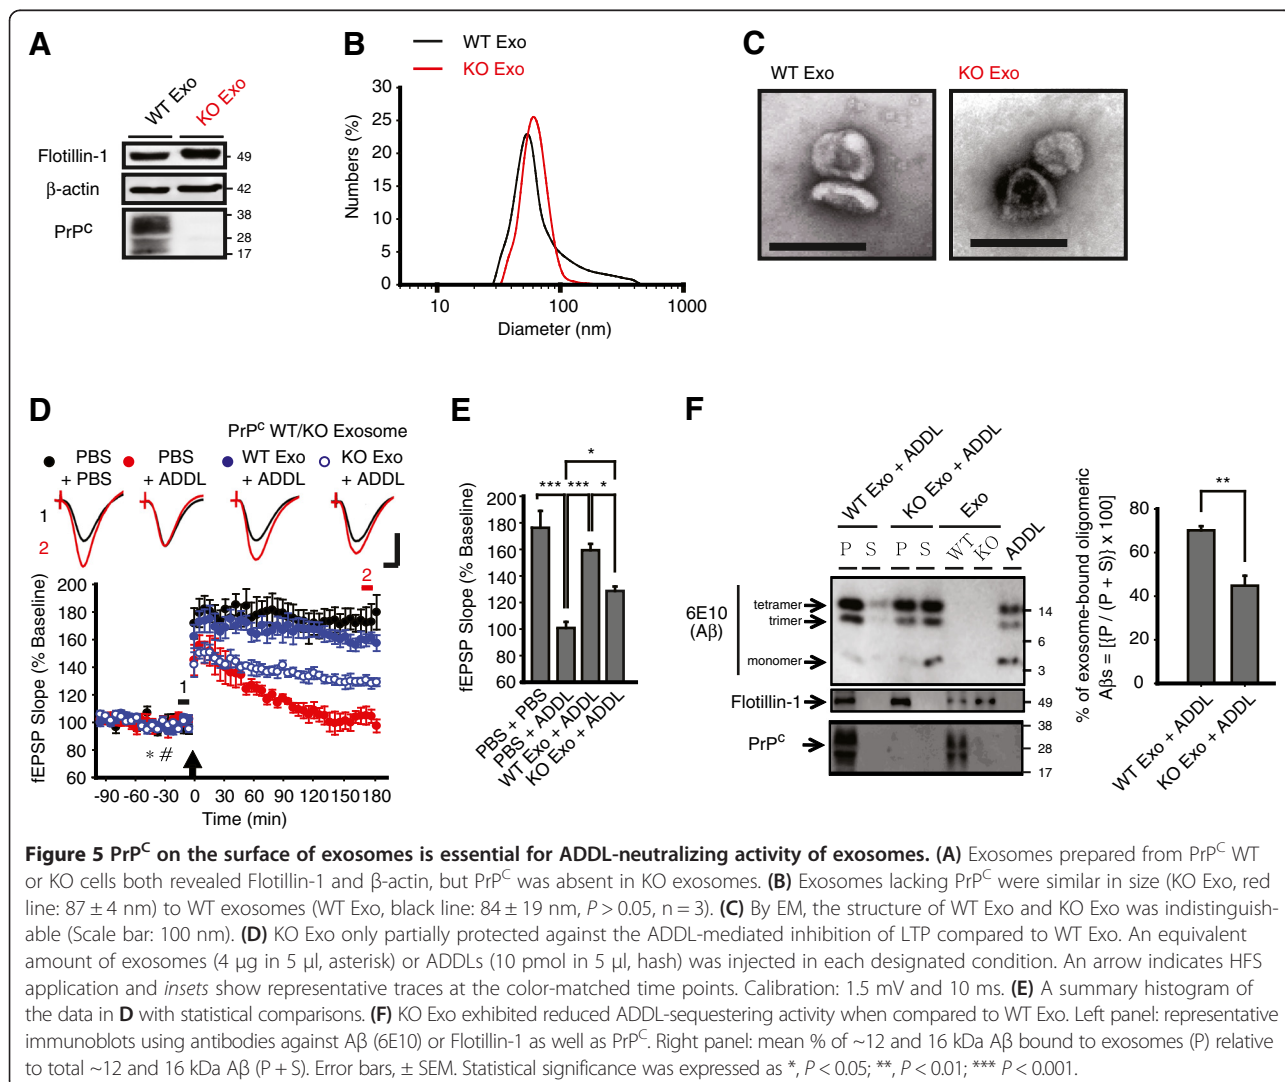 A
WT Exo
KO Exo
Flotillin-1
49
β-actin
42
PrPᶜ
38
28
17
B
WT Exo
KO Exo
Numbers (%)
30
25
20
15
10
5
0
10
100
1000
Diameter (nm)
C
WT Exo
KO Exo
D
PrPᶜ WT/KO Exosome
PBS + PBS
PBS + ADDL
WT Exo + ADDL
KO Exo + ADDL
1
2
2
1
fEPSP Slope (% Baseline)
200
180
160
140
120
100
80
60
* #
-90 -60 -30 0 30 60 90 120 150 180
Time (min)
E
*
*** *** *
fEPSP Slope (% Baseline)
200
180
160
140
120
100
80
60
PBS + PBS
PBS + ADDL
WT Exo + ADDL
KO Exo + ADDL
F
WT Exo + ADDL
KO Exo + ADDL
Exo
ADDL
P S P S WT KO
6E10
(Aβ)
tetramer
trimer
monomer
14
6
3
Flotillin-1
49
PrPᶜ
38
28
17
% of exosome-bound oligomeric
Aβs = [{P / (P + S)} x 100]
80
60
40
20
0
**
WT Exo + ADDL
KO Exo + ADDL
Figure 5 PrPᶜ on the surface of exosomes is essential for ADDL-neutralizing activity of exosomes. (A) Exosomes prepared from PrPᶜ WT
or KO cells both revealed Flotillin-1 and β-actin, but PrPᶜ was absent in KO exosomes. (B) Exosomes lacking PrPᶜ were similar in size (KO Exo, red
line: 87 ± 4 nm) to WT exosomes (WT Exo, black line: 84 ± 19 nm, P > 0.05, n = 3). (C) By EM, the structure of WT Exo and KO Exo was indistinguish-
able (Scale bar: 100 nm). (D) KO Exo only partially protected against the ADDL-mediated inhibition of LTP compared to WT Exo. An equivalent
amount of exosomes (4 μg in 5 μl, asterisk) or ADDLs (10 pmol in 5 μl, hash) was injected in each designated condition. An arrow indicates HFS
application and insets show representative traces at the color-matched time points. Calibration: 1.5 mV and 10 ms. (E) A summary histogram of
the data in D with statistical comparisons. (F) KO Exo exhibited reduced ADDL-sequestering activity when compared to WT Exo. Left panel: representative
immunoblots using antibodies against Aβ (6E10) or Flotillin-1 as well as PrPᶜ. Right panel: mean % of ~12 and 16 kDa Aβ bound to exosomes (P) relative
to total ~12 and 16 kDa Aβ (P + S). Error bars, ± SEM. Statistical significance was expressed as *, P < 0.05; **, P < 0.01; *** P < 0.001.